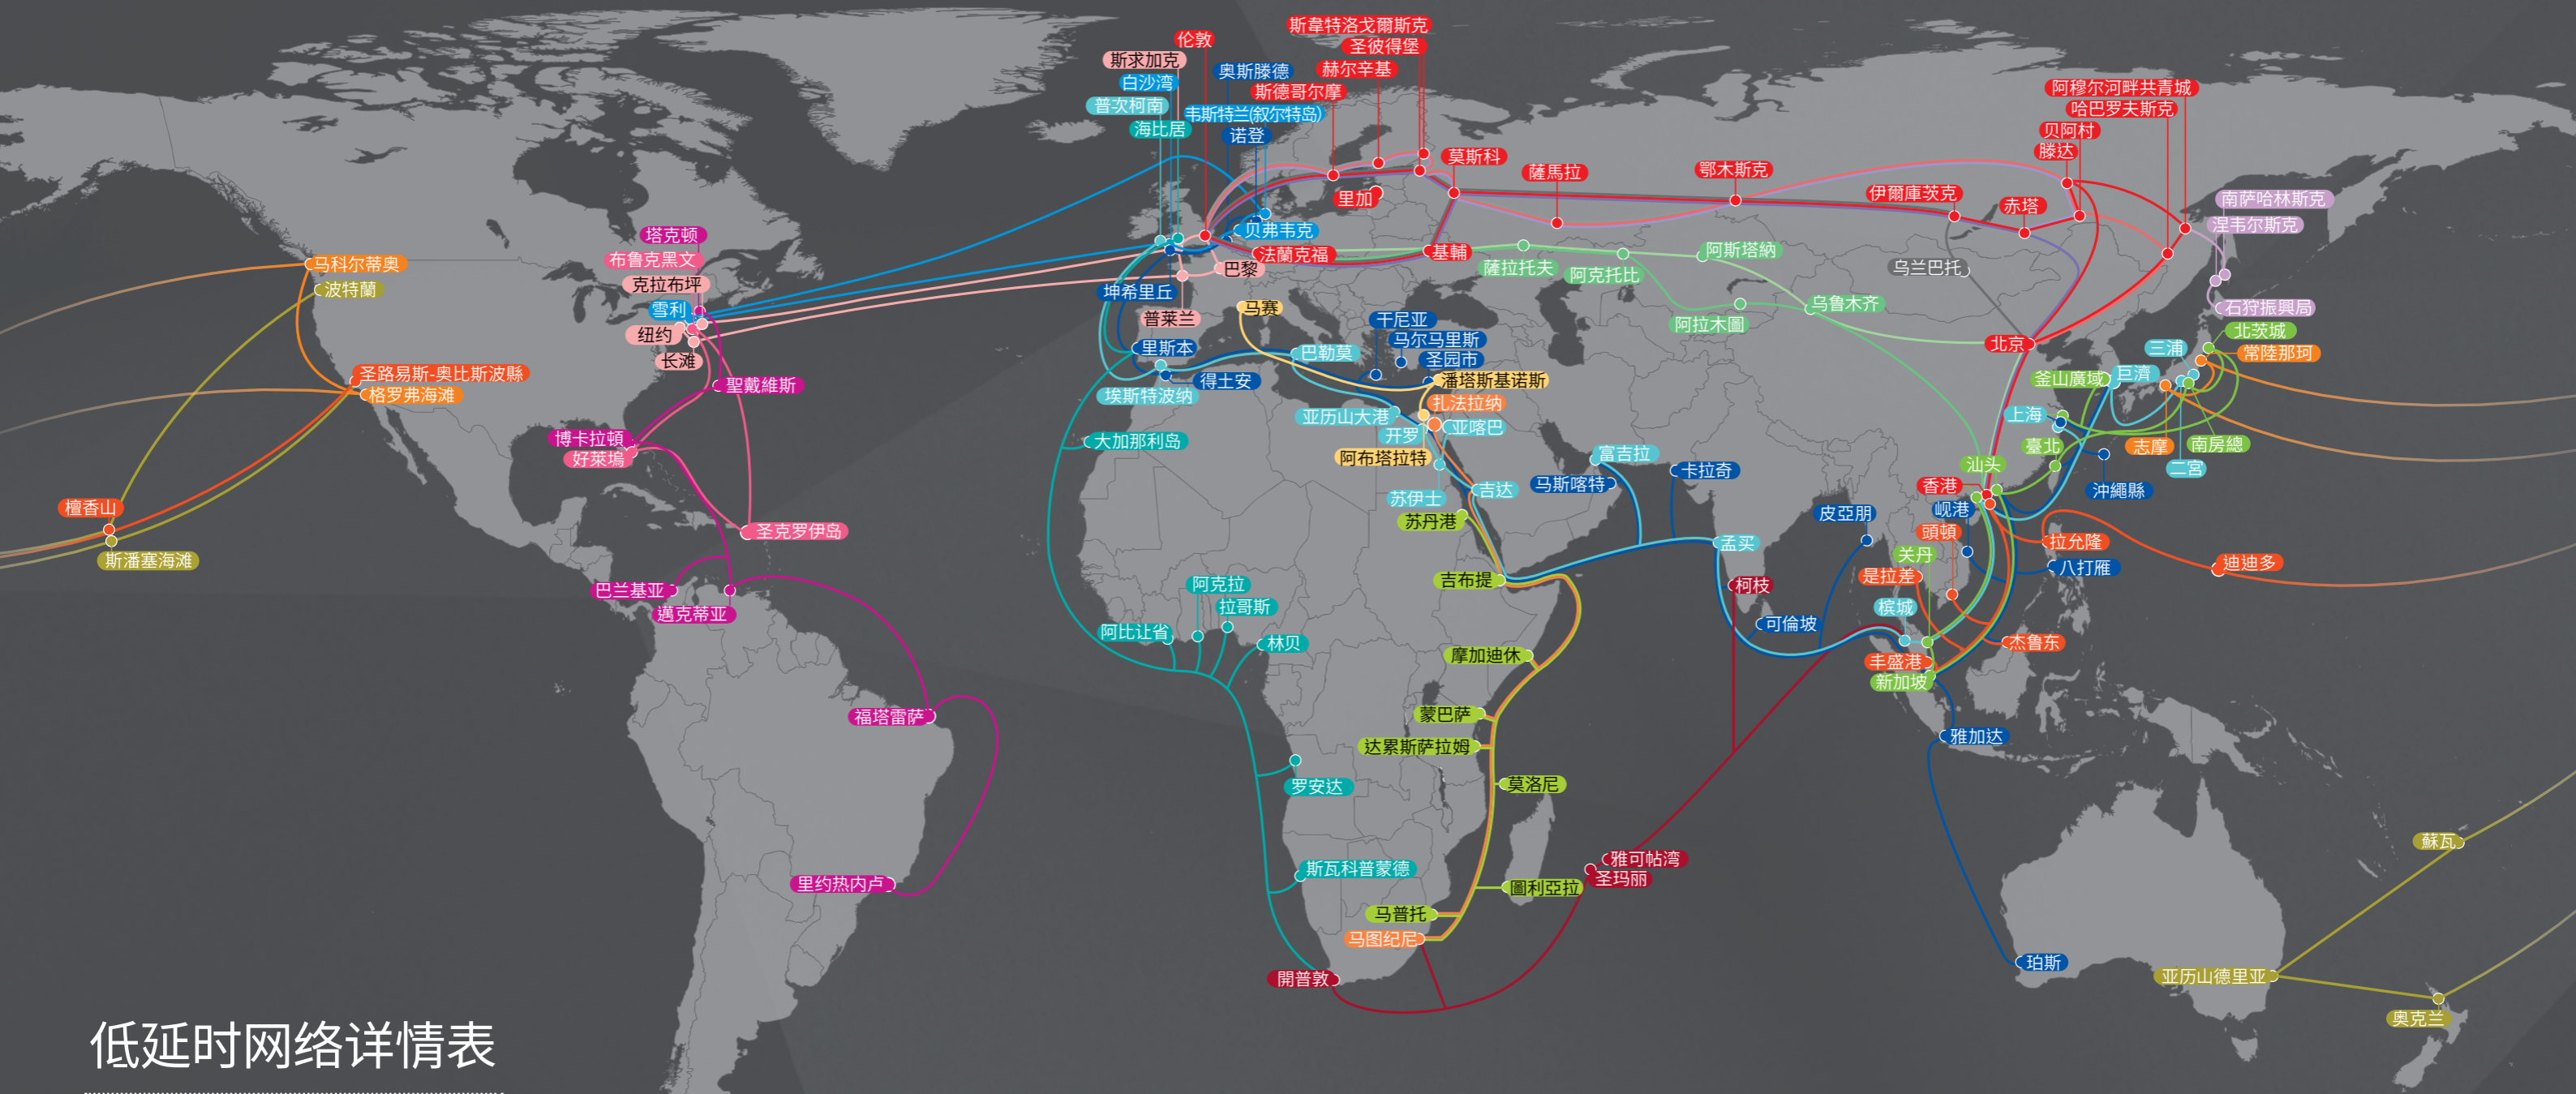 斯韋特洛戈爾斯克
伦敦
圣彼得堡
斯求加克
赫尔辛基
奥斯滕德
白沙湾
斯德哥尔摩
阿穆尔河畔共青城
普次柯南
哈巴罗夫斯克
韦斯特兰(叙尔特岛)
海比居
诺登
贝阿村
滕达
莫斯科
薩馬拉
鄂木斯克
里加
伊爾庫茨克
赤塔
南萨哈林斯克
涅韦尔斯克
塔克顿
贝弗韦克
布鲁克黑文
法蘭克福
基輔
阿斯塔納
马科尔蒂奥
巴黎
薩拉托夫
阿克托比
乌兰巴托
克拉布坪
波特蘭
坤希里丘
雪利
马赛
乌鲁木齐
石狩振興局
普莱兰
干尼亚
阿拉木圖
纽约
北茨城
里斯本
马尔马里斯
北京
三浦
长滩
巴勒莫
圣园市
常陸那珂
圣路易斯-奥比斯波縣
聖戴維斯
得土安
潘塔斯基诺斯
釜山廣域
巨濟
格罗弗海滩
埃斯特波纳
扎法拉纳
亚历山大港
上海
开罗
亚喀巴
博卡拉頓
大加那利岛
臺北
志摩
南房總
好萊塢
阿布塔拉特
富吉拉
汕头
二宮
卡拉奇
马斯喀特
吉达
苏伊士
香港
沖繩縣
檀香山
苏丹港
皮亞朋
岘港
圣克罗伊岛
頭頓
孟买
拉允隆
斯潘塞海滩
关丹
迪迪多
八打雁
吉布提
是拉差
阿克拉
柯枝
巴兰基亚
拉哥斯
槟城
邁克蒂亚
可倫坡
阿比让省
林贝
杰鲁东
摩加迪休
丰盛港
新加坡
福塔雷萨
蒙巴萨
雅加达
达累斯萨拉姆
罗安达
莫洛尼
蘇瓦
雅可帖湾
斯瓦科普蒙德
圣玛丽
里约热内卢
圖利亞拉
马普托
马图纪尼
珀斯
開普敦
亚历山德里亚
奥克兰
低延时网络详情表